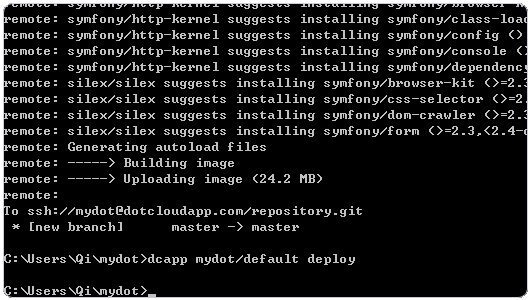 remote: symfony/http-kernel suggests installing symfony/browser-k
remote: symfony/http-kernel suggests installing symfony/class-loa
remote: symfony/http-kernel suggests installing symfony/config ()
remote: symfony/http-kernel suggests installing symfony/console (
remote: symfony/http-kernel suggests installing symfony/dependency
remote: silex/silex suggests installing symfony/browser-kit (>=2.3
remote: silex/silex suggests installing symfony/css-selector (>=2.
remote: silex/silex suggests installing symfony/dom-crawler (>=2.3
remote: silex/silex suggests installing symfony/form (>=2.3,<2.4-d
remote: Generating autoload files
remote: -----> Building image
remote: -----> Uploading image (24.2 MB)
remote:
To ssh://mydot@dotcloudapp.com/repository.git
 * [new branch]      master -> master
C:\Users\Qi\mydot>dcapp mydot/default deploy
C:\Users\Qi\mydot>_